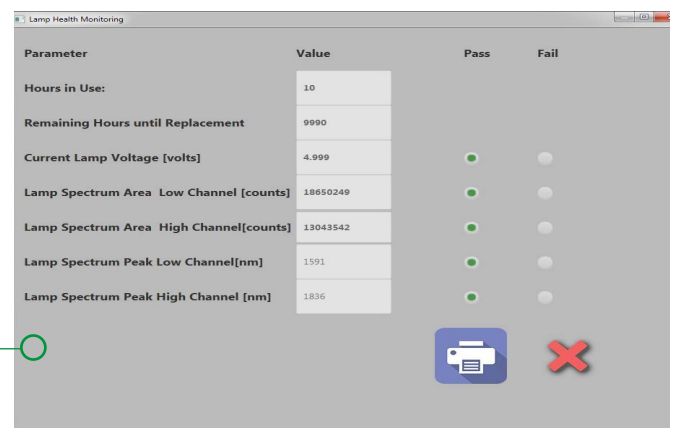 Lamp Health Monitoring
Parameter Value Pass Fail
Hours in Use: 10
Remaining Hours until Replacement 9990
Current Lamp Voltage [volts] 4.999
Lamp Spectrum Area Low Channel [counts] 18650249
Lamp Spectrum Area High Channel[counts] 13043542
Lamp Spectrum Peak Low Channel[nm] 1591
Lamp Spectrum Peak High Channel [nm] 1836